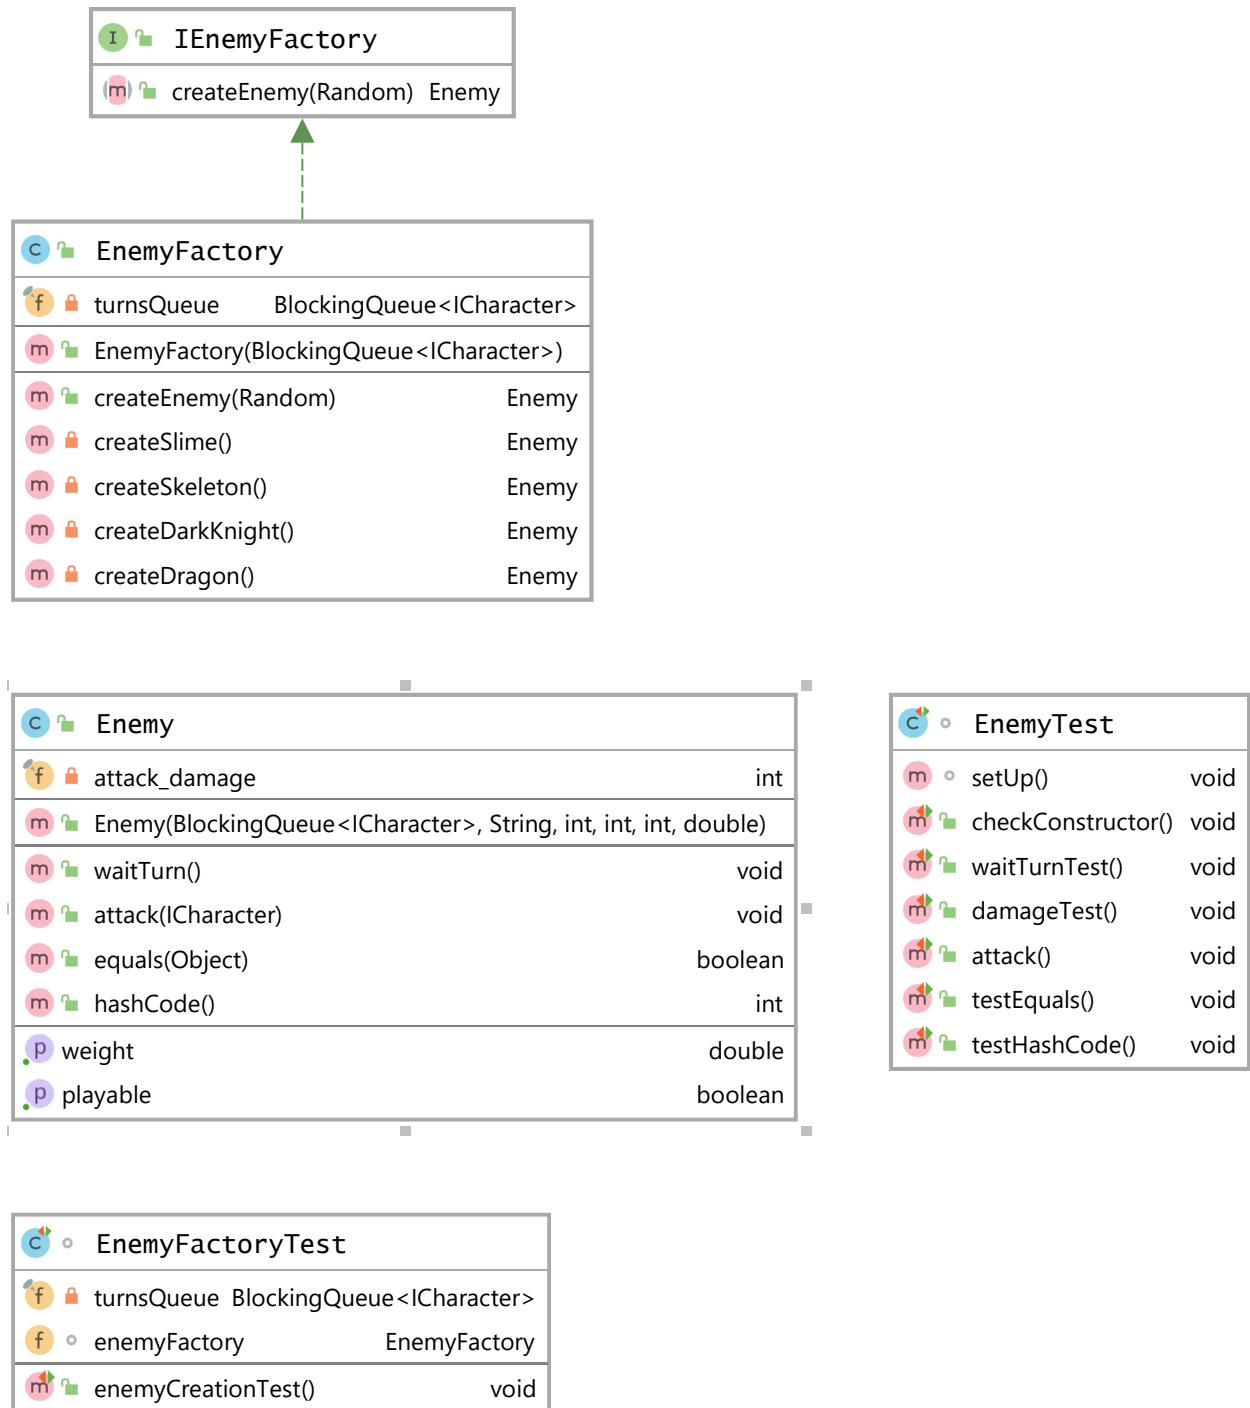 IEnemyFactory
createEnemy(Random) Enemy
EnemyFactory
turnsQueue BlockingQueue<ICharacter>
EnemyFactory(BlockingQueue<ICharacter>)
createEnemy(Random) Enemy
createSlime() Enemy
createSkeleton() Enemy
createDarkKnight() Enemy
createDragon() Enemy
Enemy
attack_damage int
Enemy(BlockingQueue<ICharacter>, String, int, int, int, double)
waitTurn() void
attack(ICharacter) void
equals(Object) boolean
hashCode() int
weight double
playable boolean
EnemyTest
setUp() void
checkConstructor() void
waitTurnTest() void
damageTest() void
attack() void
testEquals() void
testHashCode() void
EnemyFactoryTest
turnsQueue BlockingQueue<ICharacter>
enemyFactory EnemyFactory
enemyCreationTest() void